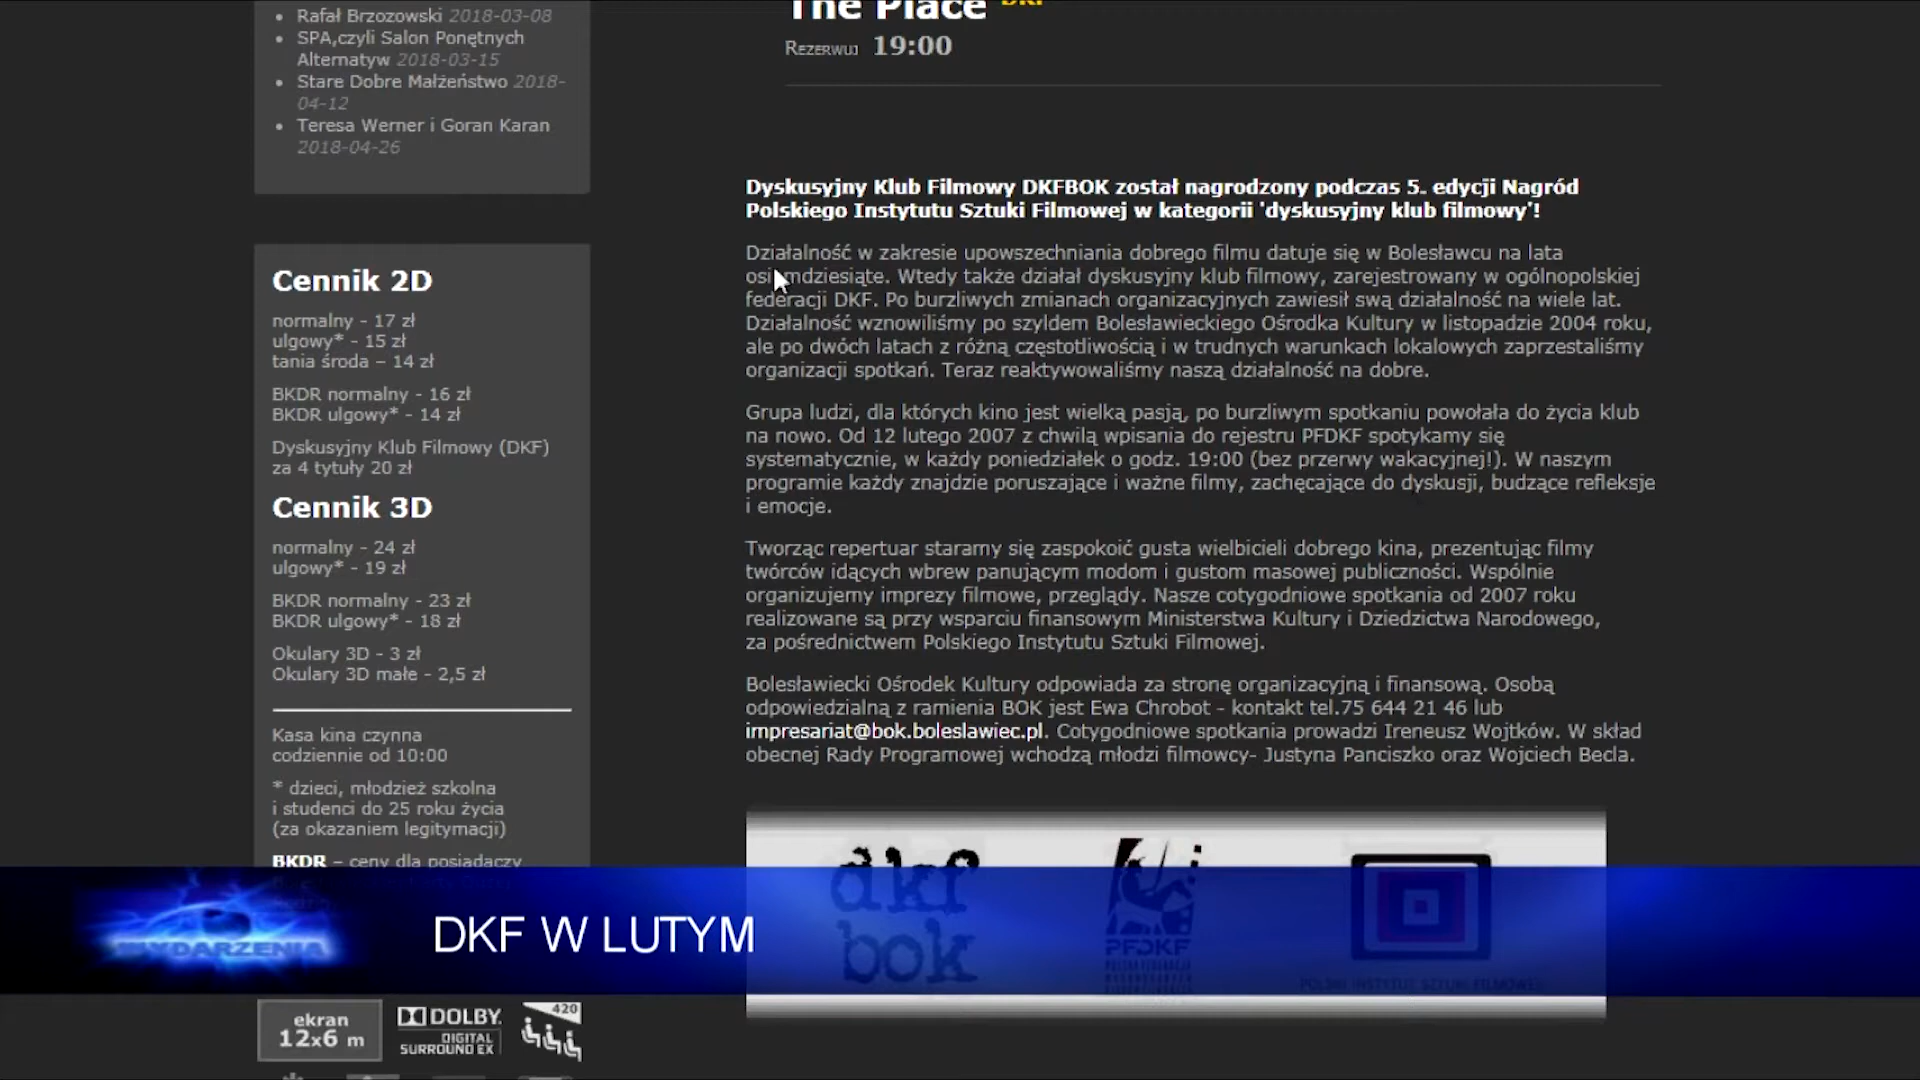 Rafał Brzozowski 2018-03-08
SPA,czyli Salon Ponętnych
Alternatyw 2018-03-15
Stare Dobre Małżeństwo 2018-
04-12
Teresa Werner i Goran Karan
2018-04-26
Cennik 2D
normalny - 17 zł
ulgowy* - 15 zł
tania środa – 14 zł
BKDR normalny - 16 zł
BKDR ulgowy* - 14 zł
Dyskusyjny Klub Filmowy (DKF)
za 4 tytuły 20 zł
Cennik 3D
normalny - 24 zł
ulgowy* - 19 zł
BKDR normalny - 23 zł
BKDR ulgowy* - 18 zł
Okulary 3D - 3 zł
Okulary 3D małe - 2,5 zł
Kasa kina czynna
codziennie od 10:00
* dzieci, młodzież szkolna
i studenci do 25 roku życia
(za okazaniem legitymacji)
BKDR – ceny dla posiadaczy
The Place DKF
Rezerwuj 19:00
Dyskusyjny Klub Filmowy DKFBOK został nagrodzony podczas 5. edycji Nagród
Polskiego Instytutu Sztuki Filmowej w kategorii 'dyskusyjny klub filmowy'!
Działalność w zakresie upowszechniania dobrego filmu datuje się w Bolesławcu na lata
osiemdziesiąte. Wtedy także działał dyskusyjny klub filmowy, zarejestrowany w ogólnopolskiej
federacji DKF. Po burzliwych zmianach organizacyjnych zawiesił swą działalność na wiele lat.
Działalność wznowiliśmy po szyldem Bolesławieckiego Ośrodka Kultury w listopadzie 2004 roku,
ale po dwóch latach z różną częstotliwością i w trudnych warunkach lokalowych zaprzestaliśmy
organizacji spotkań. Teraz reaktywowaliśmy naszą działalność na dobre.
Grupa ludzi, dla których kino jest wielką pasją, po burzliwym spotkaniu powołała do życia klub
na nowo. Od 12 lutego 2007 z chwilą wpisania do rejestru PFDKF spotykamy się
systematycznie, w każdy poniedziałek o godz. 19:00 (bez przerwy wakacyjnej!). W naszym
programie każdy znajdzie poruszające i ważne filmy, zachęcające do dyskusji, budzące refleksje
i emocje.
Tworząc repertuar staramy się zaspokoić gusta wielbicieli dobrego kina, prezentując filmy
twórców idących wbrew panującym modom i gustom masowej publiczności. Wspólnie
organizujemy imprezy filmowe, przeglądy. Nasze cotygodniowe spotkania od 2007 roku
realizowane są przy wsparciu finansowym Ministerstwa Kultury i Dziedzictwa Narodowego,
za pośrednictwem Polskiego Instytutu Sztuki Filmowej.
Bolesławiecki Ośrodek Kultury odpowiada za stronę organizacyjną i finansową. Osobą
odpowiedzialną z ramienia BOK jest Ewa Chrobot - kontakt tel.75 644 21 46 lub
impresariat@bok.boleslawiec.pl. Cotygodniowe spotkania prowadzi Ireneusz Wojtków. W skład
obecnej Rady Programowej wchodzą młodzi filmowcy- Justyna Panciszko oraz Wojciech Becla.
dkf
bok
PFDKF
POLSKI INSTYTUT SZTUKI FILMOWEJ
WYDARZENIA
DKF W LUTYM
ekran
12x6 m
DOLBY
DIGITAL
SURROUND EX
420